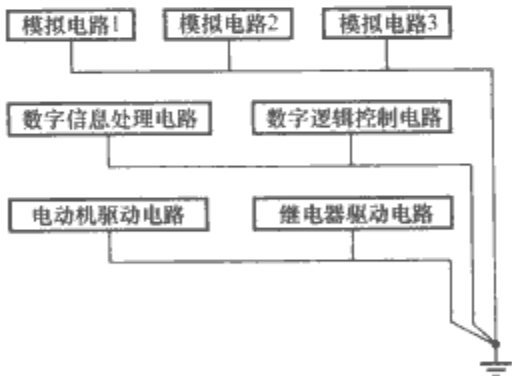 模拟电路1 模拟电路2 模拟电路3
数字信息处理电路 数字逻辑控制电路
电动机驱动电路 继电器驱动电路